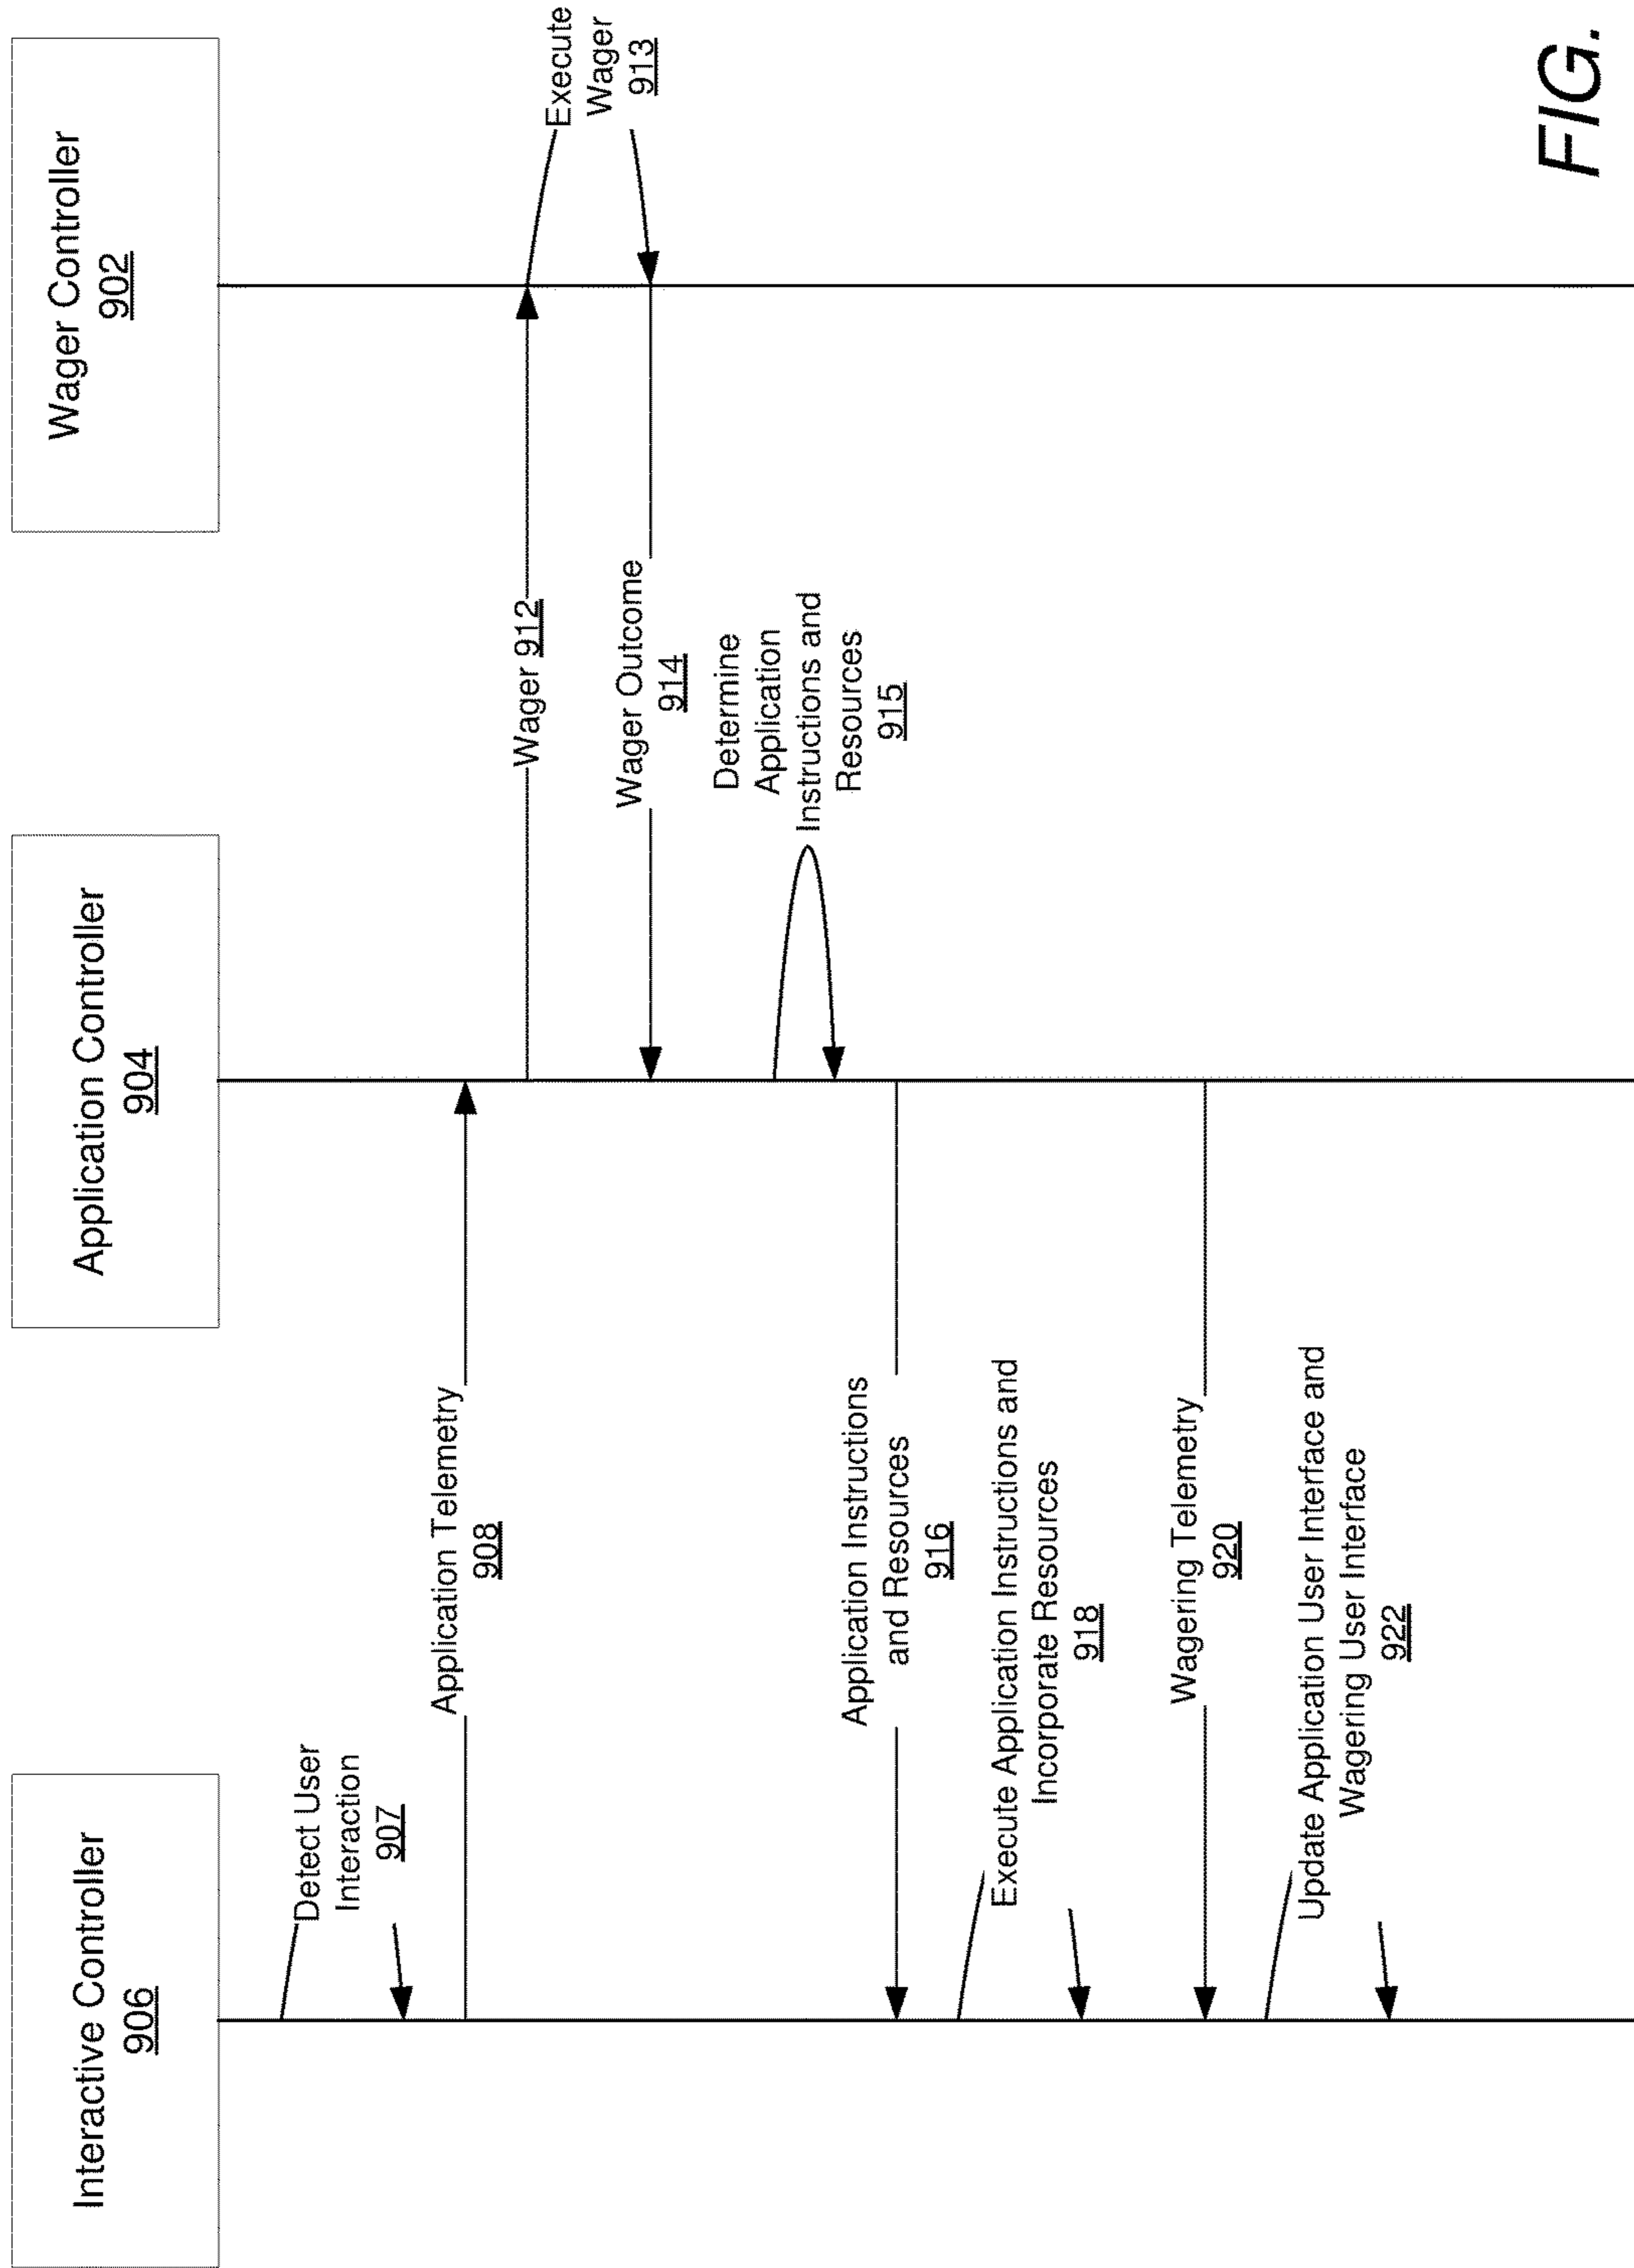 Interactive Controller
906
Application Controller
904
Wager Controller
902
Detect User
Interaction
907
Application Telemetry
908
Wager 912
Execute
Wager
913
Wager Outcome
914
Determine
Application
Instructions and
Resources
915
Application Instructions
and Resources
916
Execute Application Instructions and
Incorporate Resources
918
Wagering Telemetry
920
Update Application User Interface and
Wagering User Interface
922
FIG.